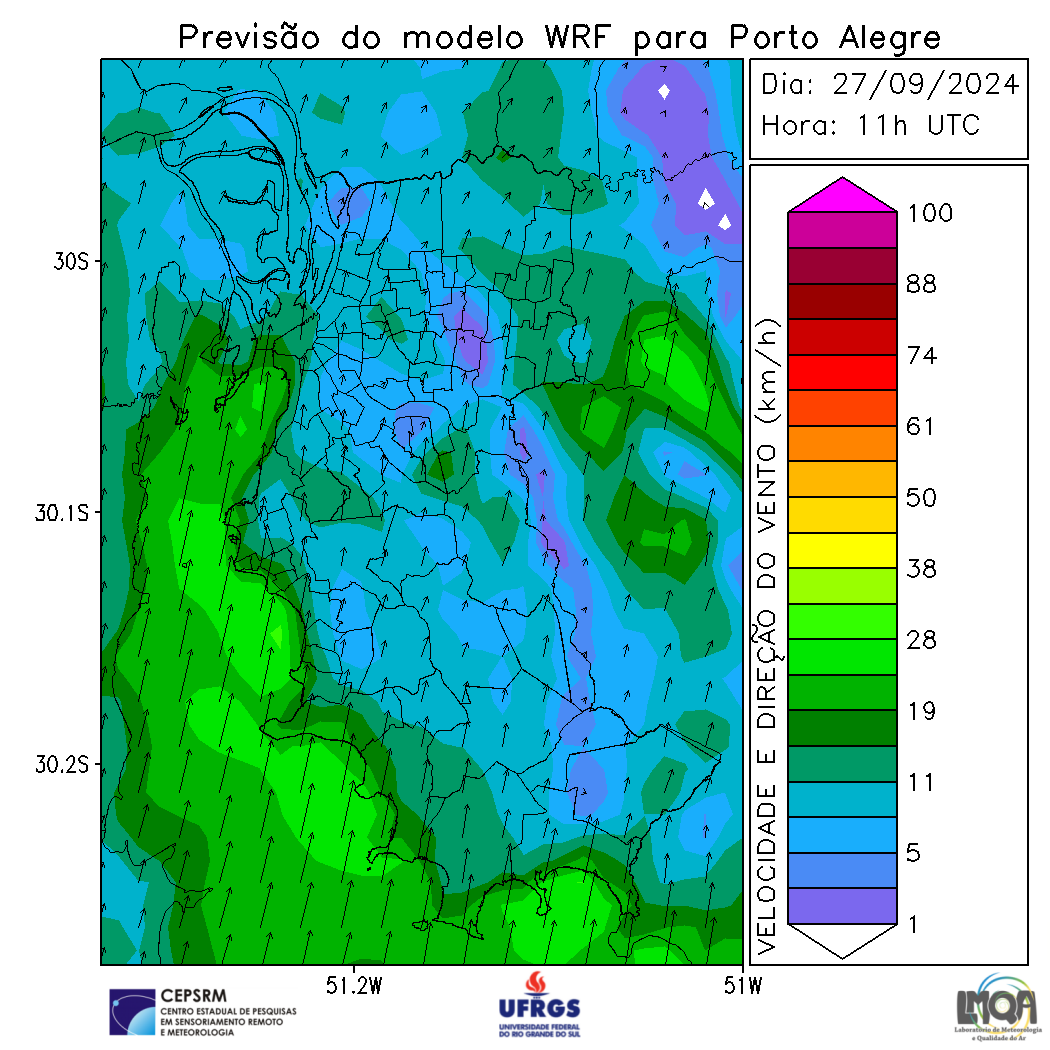 Previsão do modelo WRF para Porto Alegre
Dia: 27/09/2024
Hora: 11h UTC
30S
30.1S
30.2S
51.2W
51W
VELOCIDADE E DIREÇÃO DO VENTO (km/h)
100
88
74
61
50
38
28
19
11
5
1
CEPSRM
CENTRO ESTADUAL DE PESQUISAS
EM SENSORIAMENTO REMOTO
E METEOROLOGIA
UFRGS
UNIVERSIDADE FEDERAL
DO RIO GRANDE DO SUL
LMQA
Laboratório de Meteorologia
e Qualidade do Ar